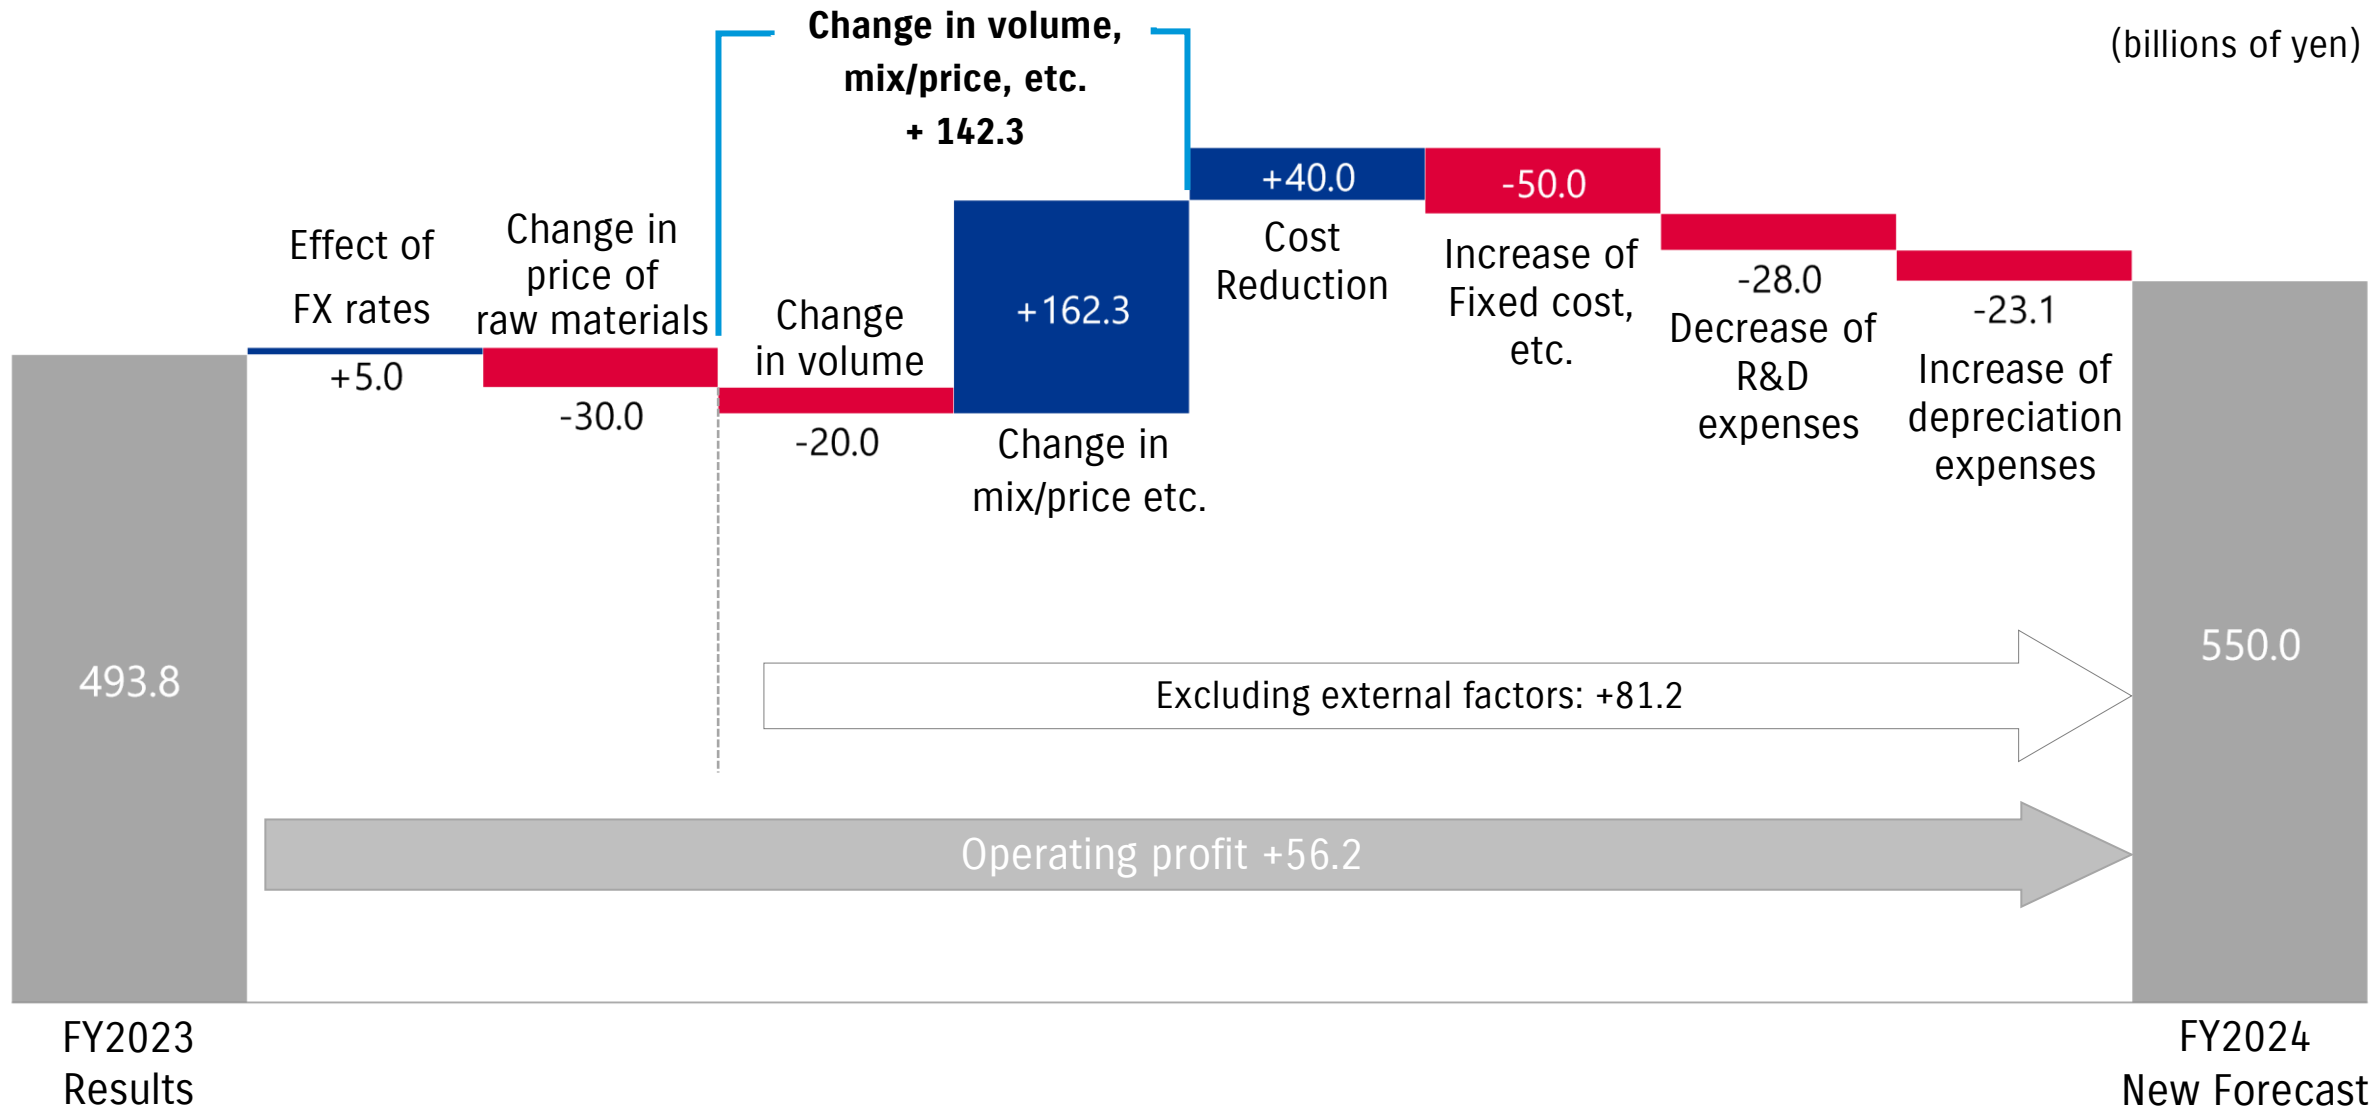 Change in volume,
mix/price, etc.
+ 142.3
(billions of yen)
Effect of
FX rates
+5.0
Change in
price of
raw materials
-30.0
Change
in volume
-20.0
+162.3
Change in
mix/price etc.
+40.0
Cost
Reduction
-50.0
Increase of
Fixed cost,
etc.
-28.0
Decrease of
R&D
expenses
-23.1
Increase of
depreciation
expenses
493.8
550.0
Excluding external factors: +81.2
Operating profit +56.2
FY2023
Results
FY2024
New Forecast